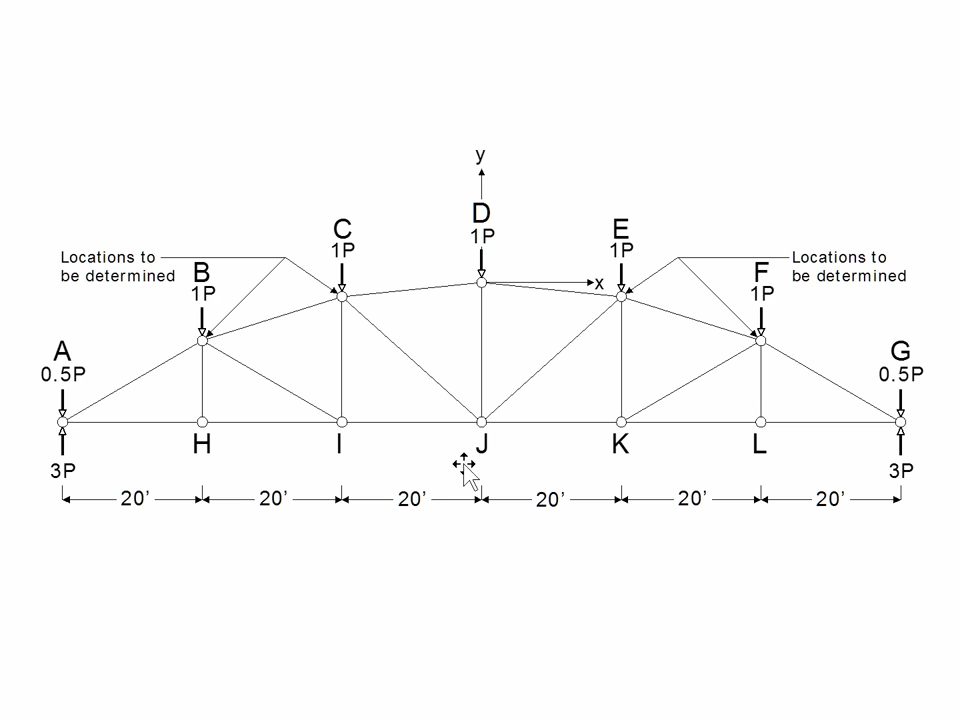 y
D
1P
C
1P
E
1P
Locations to
be determined
B
1P
Locations to
be determined
F
1P
x
A
0.5P
G
0.5P
H
I
J
K
L
3P
3P
20’
20’
20’
20’
20’
20’